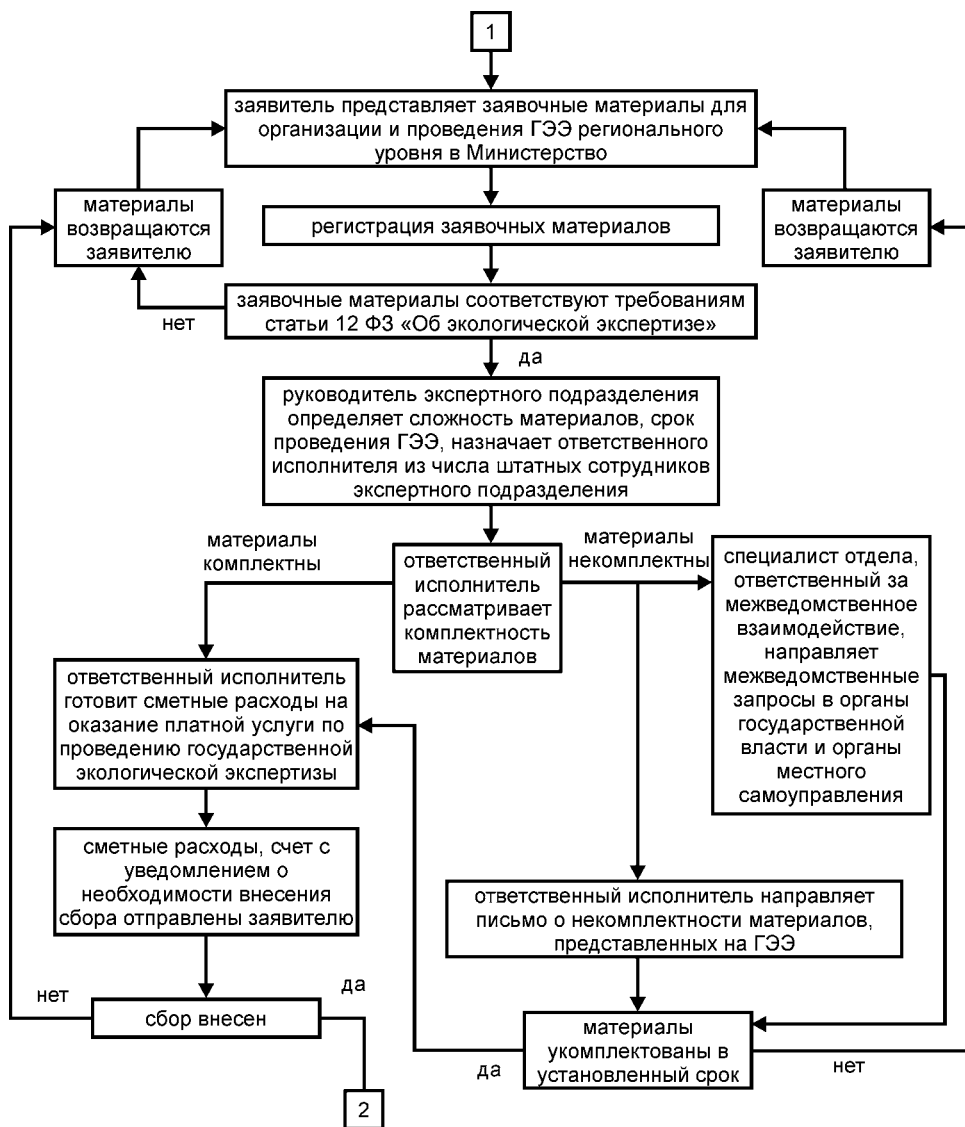 1
заявитель представляет заявочные материалы для
организации и проведения ГЭЭ регионального
уровня в Министерство
материалы
возвращаются
заявителю
регистрация заявочных материалов
материалы
возвращаются
заявителю
нет
заявочные материалы соответствуют требованиям
статьи 12 ФЗ «Об экологической экспертизе»
да
руководитель экспертного подразделения
определяет сложность материалов, срок
проведения ГЭЭ, назначает ответственного
исполнителя из числа штатных сотрудников
экспертного подразделения
материалы
комплектны
ответственный
исполнитель
рассматривает
комплектность
материалов
материалы
некомплектны
специалист отдела,
ответственный за
межведомственное
взаимодействие,
направляет
межведомственные
запросы в органы
государственной
власти и органы
местного
самоуправления
ответственный исполнитель
готовит сметные расходы на
оказание платной услуги по
проведению государственной
экологической экспертизы
сметные расходы, счет с
уведомлением о
необходимости внесения
сбора отправлены заявителю
ответственный исполнитель направляет
письмо о некомплектности материалов,
представленных на ГЭЭ
нет
сбор внесен
да
да
материалы
укомплектованы в
установленный срок
нет
2